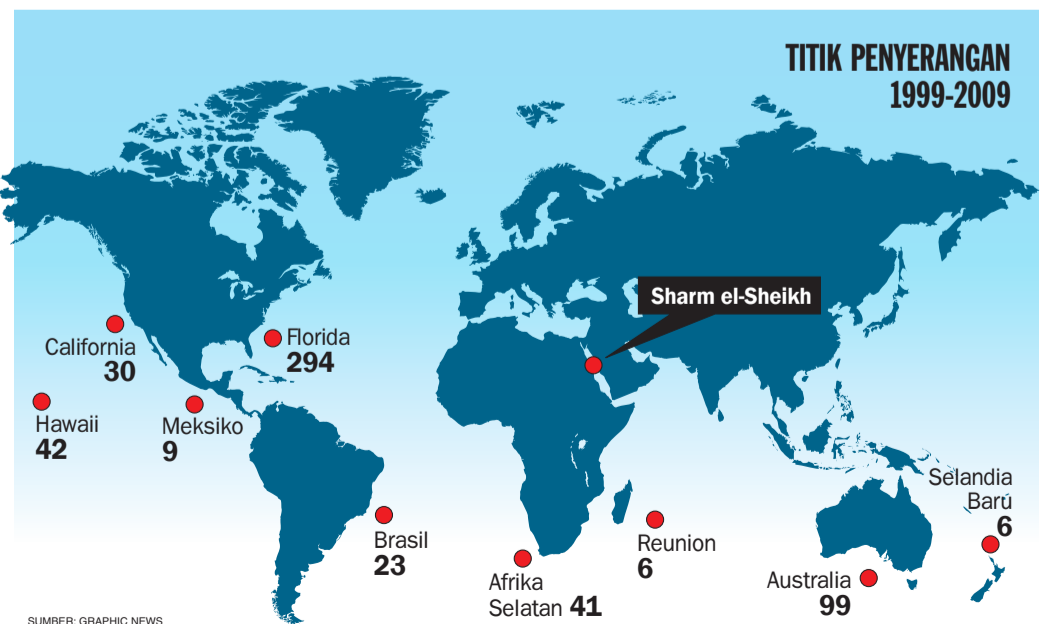 TITIK PENYERANGAN
1999-2009
Sharm el-Sheikh
California
30
Florida
294
Hawaii
42
Meksiko
9
Brasil
23
Afrika
Selatan 41
Reunion
6
Australia
99
Selandia
Baru
6
SUMBER: GRAPHIC NEWS